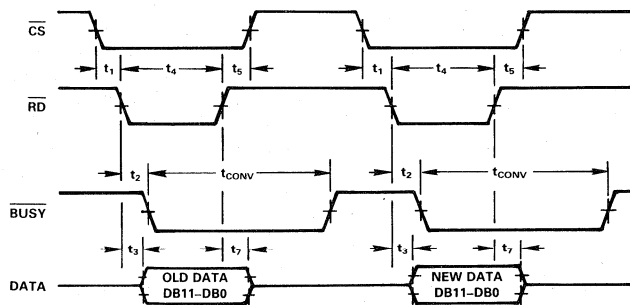 CS
t1 t4 t5 t1 t4 t5
RD
t2 tCONV t2 tCONV
BUSY
t3 t7 t3 t7
DATA
OLD DATA
DB11–DB0
NEW DATA
DB11–DB0